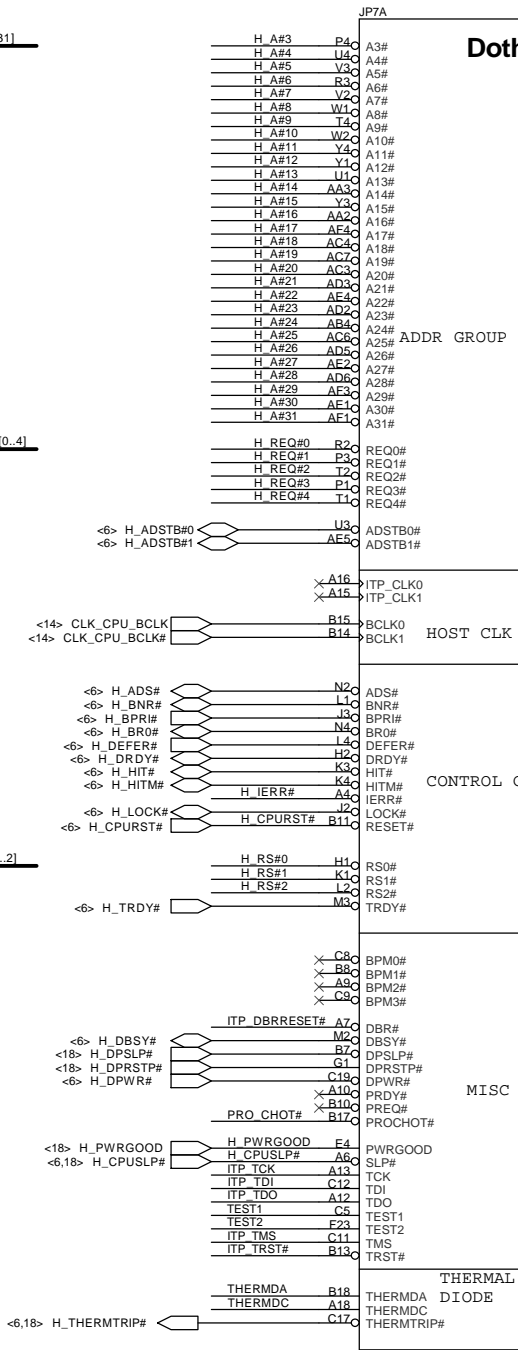 JP7A
31]
Doth
H_A#3 P4 A3#
H_A#4 U4 A4#
H_A#5 V3 A5#
H_A#6 R3 A6#
H_A#7 V2 A7#
H_A#8 W1 A8#
H_A#9 T4 A9#
H_A#10 W2 A10#
H_A#11 Y4 A11#
H_A#12 Y1 A12#
H_A#13 U1 A13#
H_A#14 AA3 A14#
H_A#15 Y3 A15#
H_A#16 AA2 A16#
H_A#17 AF4 A17#
H_A#18 AC4 A18#
H_A#19 AC7 A19#
H_A#20 AC3 A20#
H_A#21 AD3 A21#
H_A#22 AE4 A22#
H_A#23 AD2 A23#
H_A#24 AB4 A24#
H_A#25 AC6 A25# ADDR GROUP
H_A#26 AD5 A26#
H_A#27 AE2 A27#
H_A#28 AD6 A28#
H_A#29 AF3 A29#
H_A#30 AE1 A30#
H_A#31 AF1 A31#
[0..4]
H_REQ#0 R2 REQ0#
H_REQ#1 P3 REQ1#
H_REQ#2 T2 REQ2#
H_REQ#3 P1 REQ3#
H_REQ#4 T1 REQ4#
<6> H_ADSTB#0 U3 ADSTB0#
<6> H_ADSTB#1 AE5 ADSTB1#
A16 ITP_CLK0
A15 ITP_CLK1
<14> CLK_CPU_BCLK B15 BCLK0
<14> CLK_CPU_BCLK# B14 BCLK1 HOST CLK
<6> H_ADS# N2 ADS#
<6> H_BNR# L1 BNR#
<6> H_BPRI# J3 BPRI#
<6> H_BR0# N4 BR0#
<6> H_DEFER# L4 DEFER#
<6> H_DRDY# H2 DRDY#
<6> H_HIT# K3 HIT#
<6> H_HITM# K4 HITM# CONTROL
H_IERR# A4 IERR#
<6> H_LOCK# J2 LOCK#
<6> H_CPURST# H_CPURST# B11 RESET#
..2]
H_RS#0 H1 RS0#
H_RS#1 K1 RS1#
H_RS#2 L2 RS2#
<6> H_TRDY# M3 TRDY#
C8 BPM0#
B8 BPM1#
A9 BPM2#
C9 BPM3#
ITP_DBRRESET# A7 DBR#
<6> H_DBSY# M2 DBSY#
<18> H_DPSLP# B7 DPSLP#
<18> H_DPRSTP# G1 DPRSTP#
<6> H_DPWR# C19 DPWR#
A10 PRDY# MISC
B10 PREQ#
PRO_CHOT# B17 PROCHOT#
<18> H_PWRGOOD H_PWRGOOD E4 PWRGOOD
<6,18> H_CPUSLP# H_CPUSLP# A6 SLP#
ITP_TCK A13 TCK
ITP_TDI C12 TDI
ITP_TDO A12 TDO
TEST1 C5 TEST1
TEST2 F23 TEST2
ITP_TMS C11 TMS
ITP_TRST# B13 TRST#
THERMAL
THERMDA B18 THERMDA DIODE
THERMDC A18 THERMDC
<6,18> H_THERMTRIP# C17 THERMTRIP#